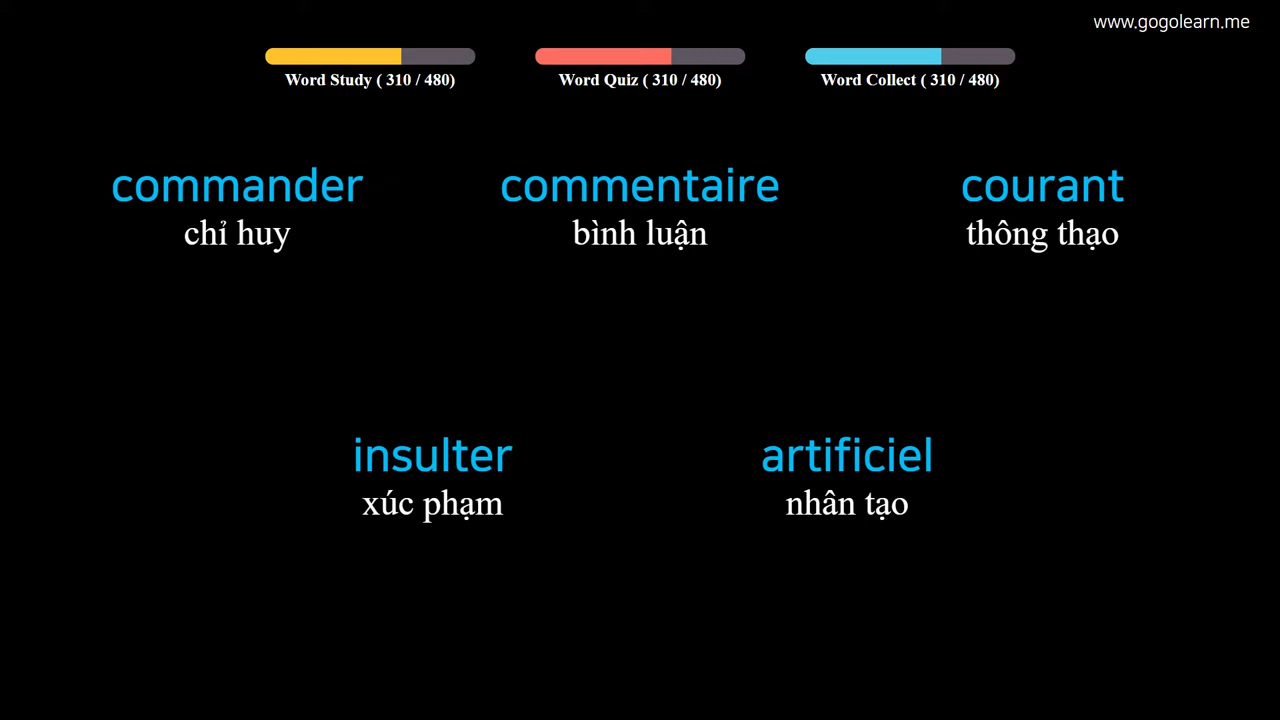 www.gogolearn.me
Word Study ( 310 / 480)
Word Quiz ( 310 / 480)
Word Collect ( 310 / 480)
commander
chỉ huy
commentaire
bình luận
courant
thông thạo
insulter
xúc phạm
artificiel
nhân tạo